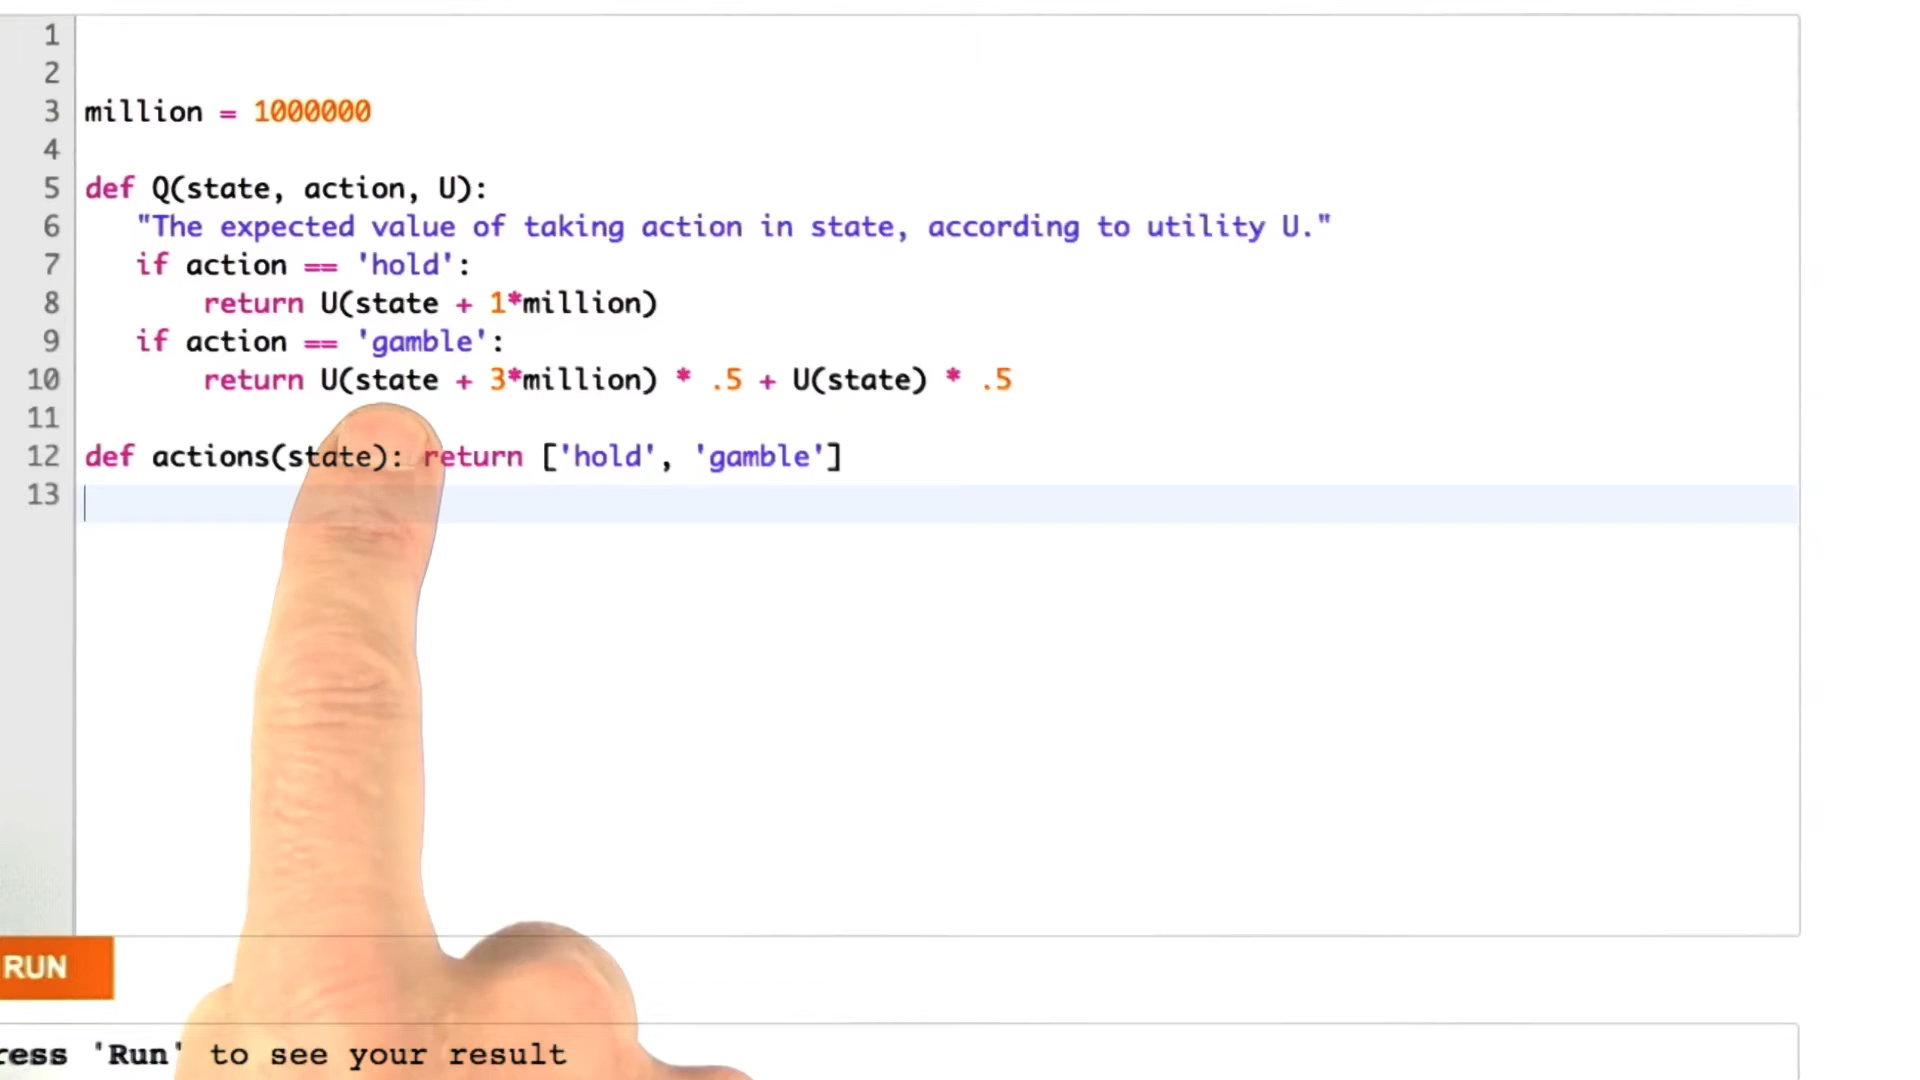 1
2
3 million = 1000000
4
5 def Q(state, action, U):
6 "The expected value of taking action in state, according to utility U."
7 if action == 'hold':
8 return U(state + 1*million)
9 if action == 'gamble':
10 return U(state + 3*million) * .5 + U(state) * .5
11
12 def actions(state): return ['hold', 'gamble']
13
RUN
ress 'Run' to see your result